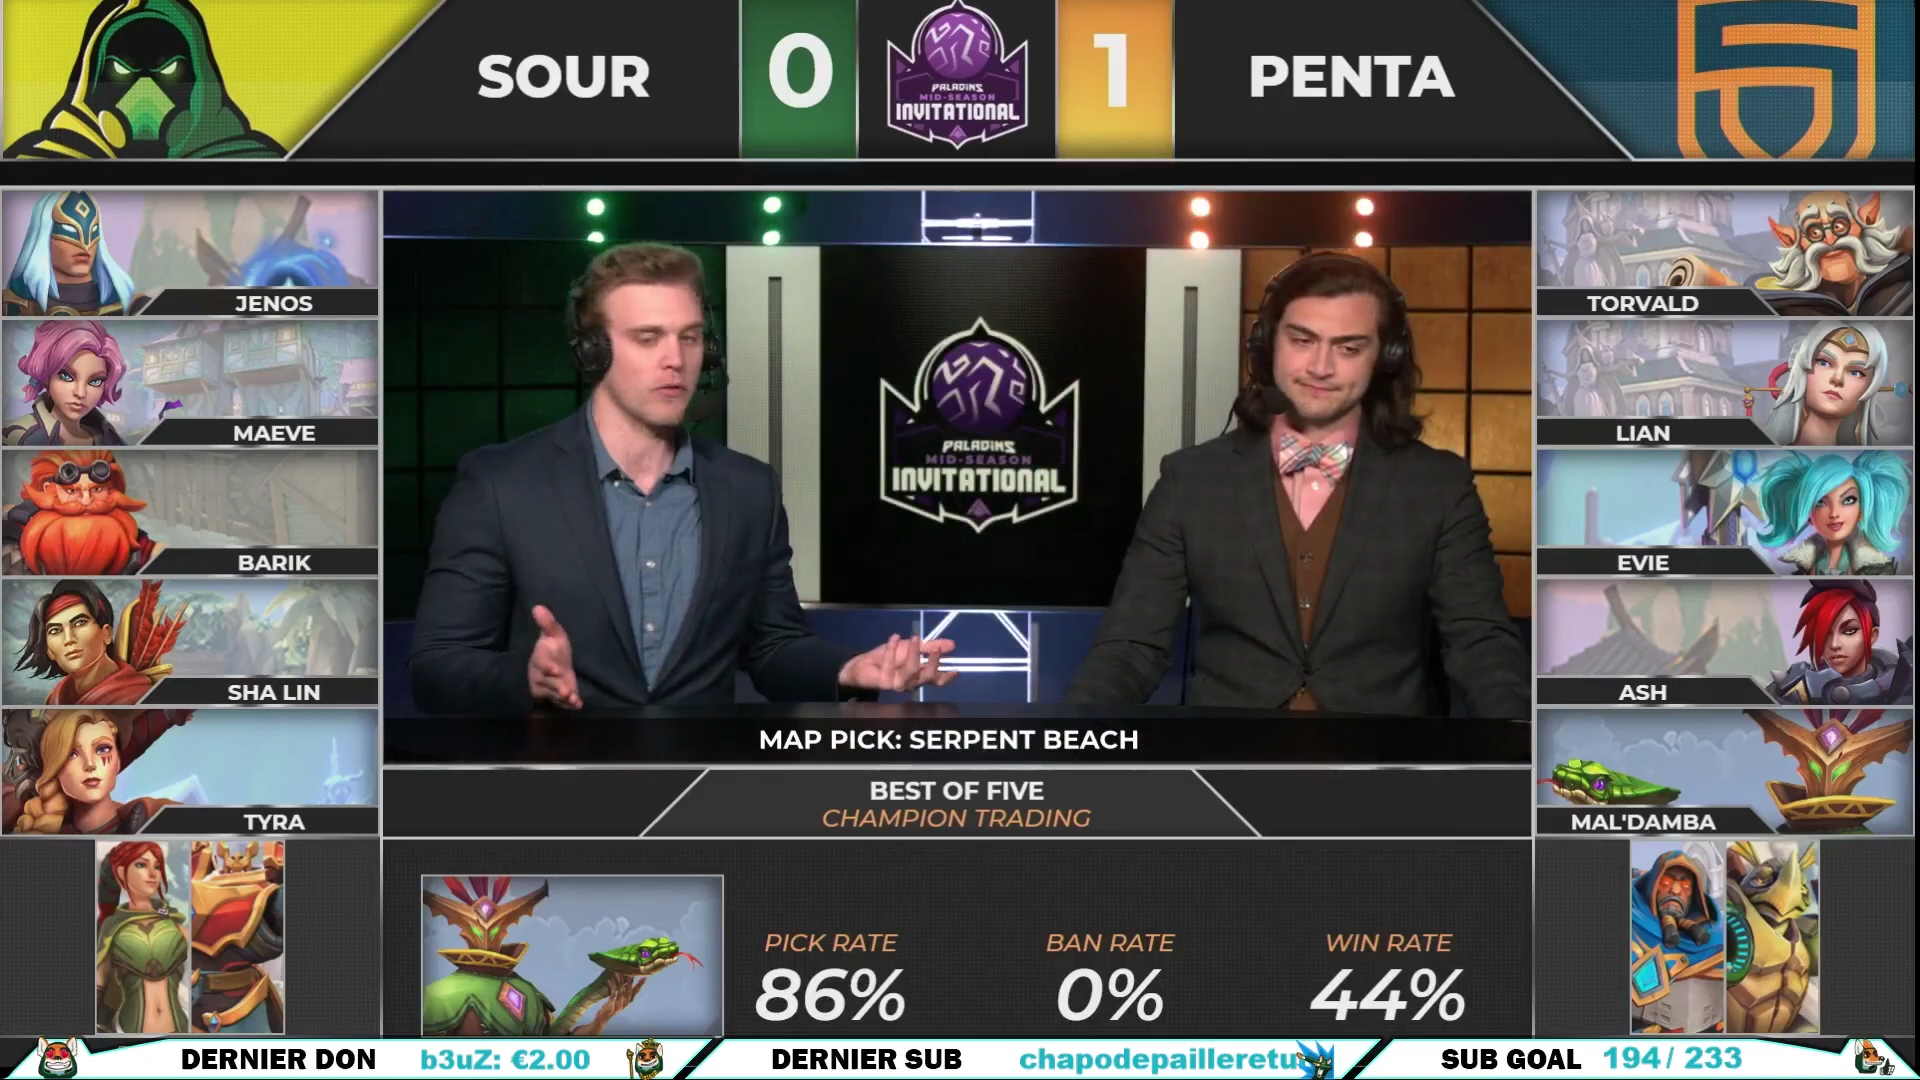 SOUR
0
PALADINS
MID-SEASON
INVITATIONAL
1
PENTA
JENOS
MAEVE
BARIK
SHA LIN
TYRA
PALADINS
MID-SEASON
INVITATIONAL
TORVALD
LIAN
EVIE
ASH
MAL'DAMBA
MAP PICK: SERPENT BEACH
BEST OF FIVE
CHAMPION TRADING
PICK RATE
86%
BAN RATE
0%
WIN RATE
44%
DERNIER DON b3uZ: €2.00
DERNIER SUB chapodepailleretu
SUB GOAL 194 / 233